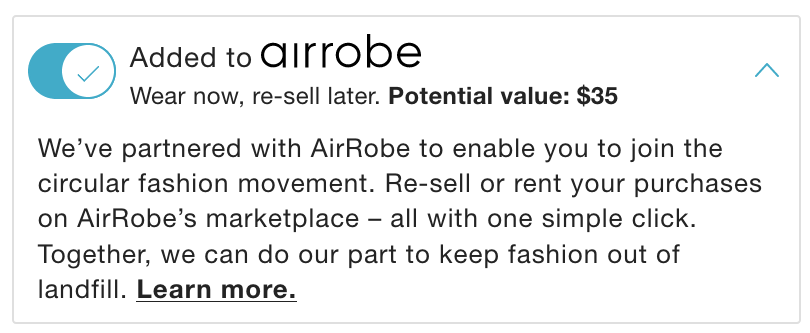 Added to airrobe
Wear now, re-sell later. Potential value: $35
We’ve partnered with AirRobe to enable you to join the
circular fashion movement. Re-sell or rent your purchases
on AirRobe’s marketplace – all with one simple click.
Together, we can do our part to keep fashion out of
landfill. Learn more.